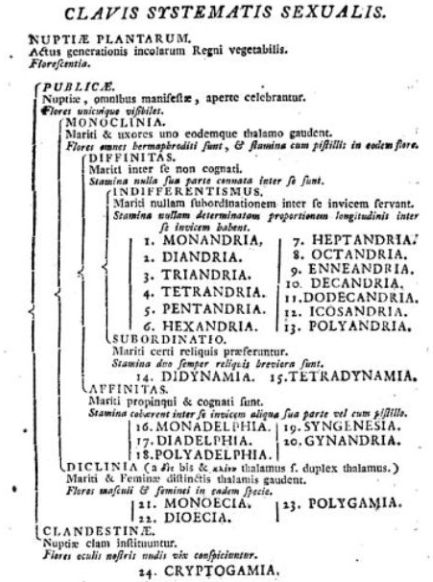 CLAVIS SYSTEMATIS SEXUALIS.
NUPTIÆ PLANTARUM.
Actus generationis incolarum Regni vegetabilis.
Florescentia.
PUBLICÆ.
Nuptiæ, omnibus manifestæ, aperte celebrantur.
Flores unicuique visibiles.
MONOCLINIA.
Mariti & uxores uno eodemque thalamo gaudent.
Flores omnes hermaphroditi sunt, & stamina cum pistillis in eodem flore.
DIFFINITAS.
Mariti inter se non cognati.
Stamina nulla sua parte connata inter se sunt.
INDIFFERENTISMUS.
Mariti nullam subordinationem inter se invicem servant.
Stamina nullam determinatam proportionem longitudinis inter
se invicem habent.
1. MONANDRIA, 7. HEPTANDRIA.
2. DIANDRIA. 8. OCTANDRIA.
3. TRIANDRIA. 9. ENNEANDRIA.
4. TETRANDRIA. 10. DECANDRIA.
5. PENTANDRIA. 11. DODECANDRIA.
6. HEXANDRIA. 12. ICOSANDRIA.
13. POLYANDRIA.
SUBORDINATIO.
Mariti certi reliquis præferuntur.
Stamina duo semper reliquis breviora sunt.
14. DIDYNAMIA. 15. TETRADYNAMIA.
AFFINITAS.
Mariti propinqui & cognati sunt.
Stamina cohærent inter se invicem aliqua sua parte vel cum pistillo.
16. MONADELPHIA. 19. SYNGENESIA.
17. DIADELPHIA. 20. GYNANDRIA.
18. POLYADELPHIA.
DICLINIA (a δις bis & κλινη thalamus s. duplex thalamus.)
Mariti & Feminæ distinctis thalamis gaudent.
Flores masculi & feminei in eadem specie.
21. MONOECIA. 23. POLYGAMIA.
22. DIOECIA.
CLANDESTINÆ.
Nuptiæ clam instituuntur.
Flores oculis nostris nudis vix conspiciuntur.
24. CRYPTOGAMIA.